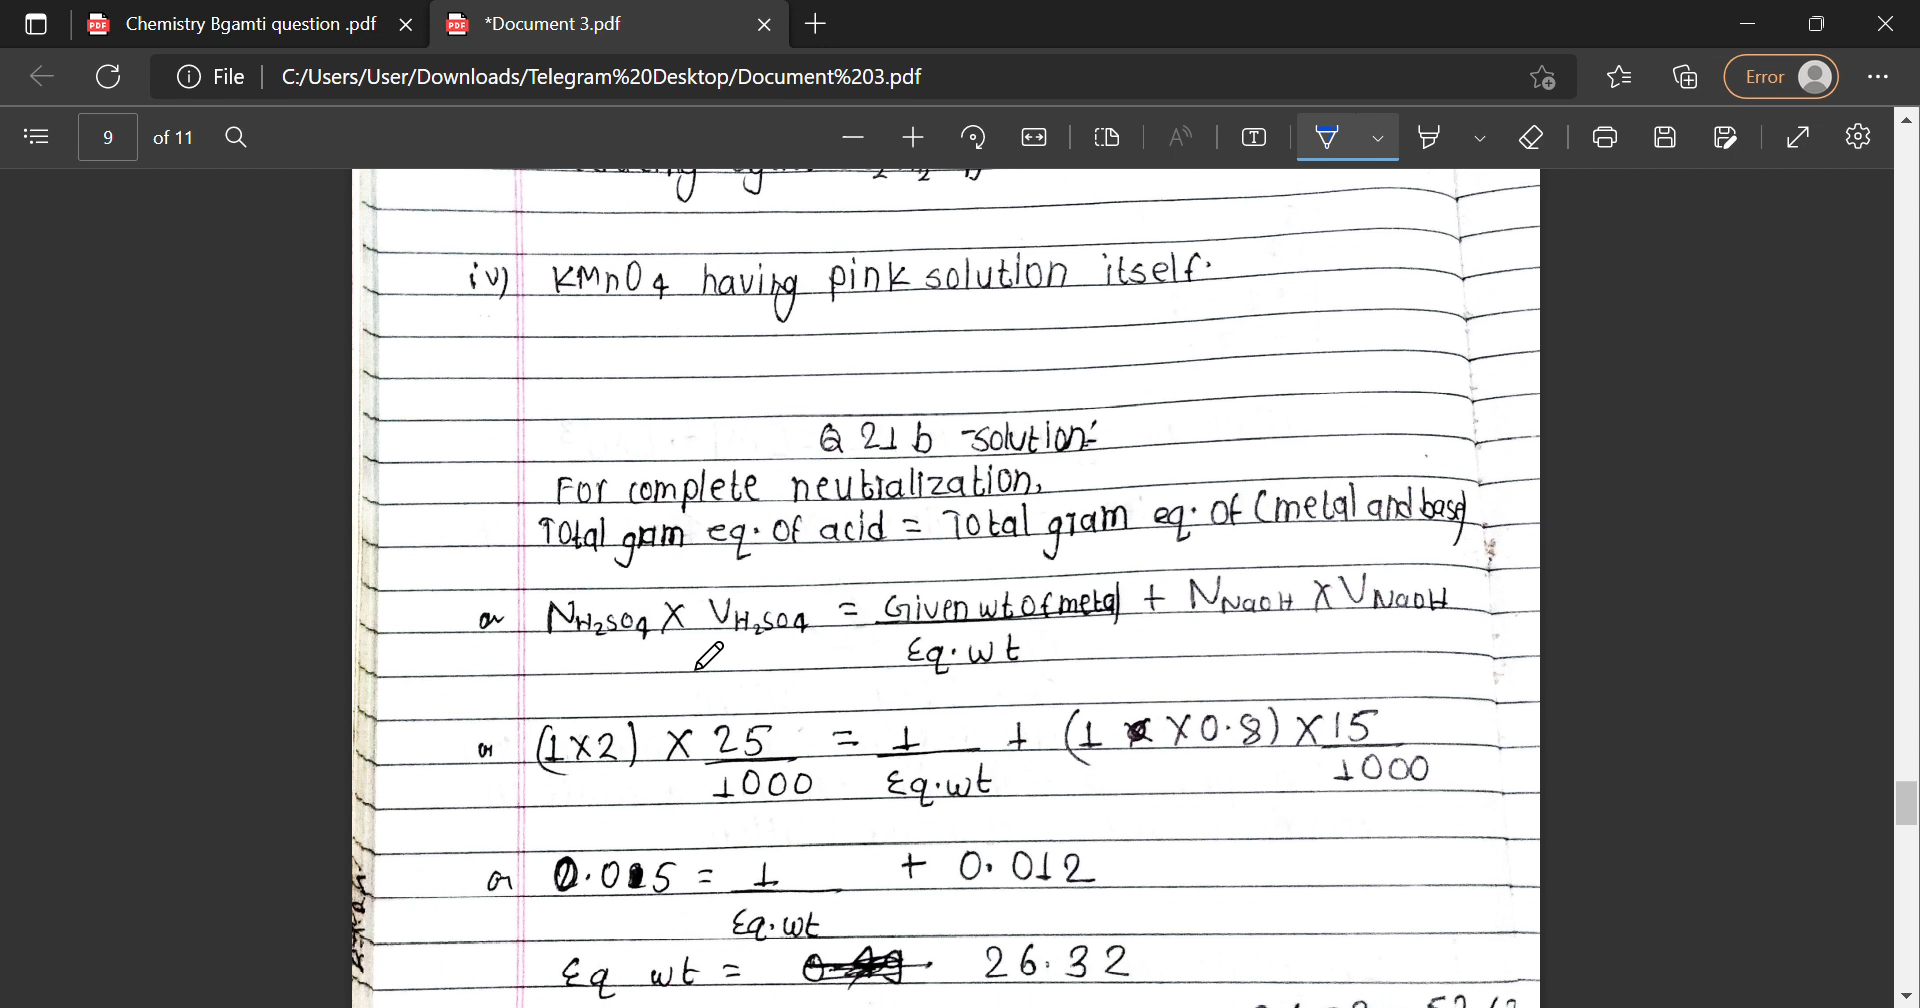 Chemistry Bgamti question .pdf
*Document 3.pdf
File
C:/Users/User/Downloads/Telegram%20Desktop/Document%203.pdf
Error
9 of 11
iv) KMnO4 having pink solution itself.
Q 21 b -solution:-
For complete neutralization,
Total gram eq. of acid = Total gram eq. of (metal and base)
or NH2SO4 X VH2SO4 = Given wt of metal + NNaOH X VNaOH
Eq. wt
or (1X2) X 25 = 1 + (1 X 0.8) X 15
1000 Eq.wt 1000
or 0.05 = 1 + 0.012
Eq. wt
Eq wt = 26.32